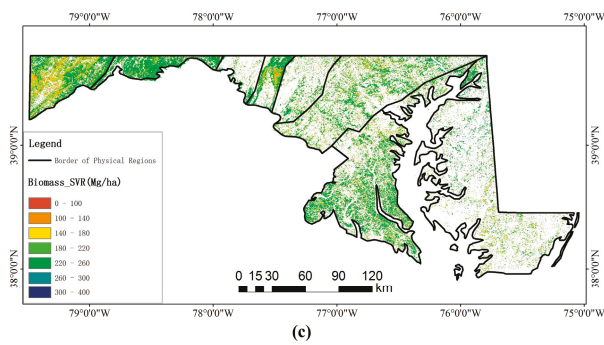 79°0'0"W 78°0'0"W 77°0'0"W 76°0'0"W 75°0'0"W
39°0'0"N
38°0'0"N
39°0'0"N
38°0'0"N
Legend
Border of Physical Regions
Biomass_SVR(Mg/ha)
0 - 100
100 - 140
140 - 180
180 - 220
220 - 260
260 - 300
300 - 400
0 15 30 60 90 120
km
79°0'0"W 78°0'0"W 77°0'0"W 76°0'0"W 75°0'0"W
(c)